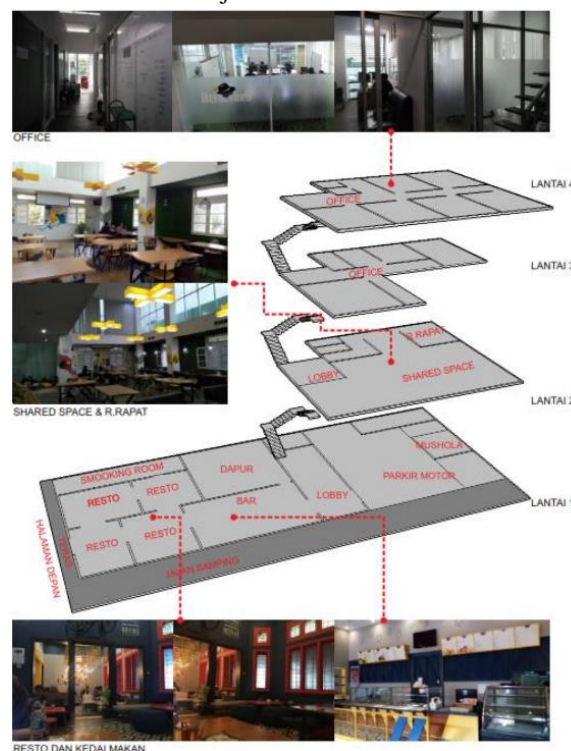 OFFICE
LANTAI 4
OFFICE
LANTAI 3
OFFICE
R.RAPAT
LOBBY
SHARED SPACE
SHARED SPACE & R.RAPAT
LANTAI 2
MUSHOLA
SMOOKING ROOM
DAPUR
PARKIR MOTOR
RESTO
RESTO
BAR
LOBBY
LANTAI 1
TERAS
RESTO
RESTO
HALAMAN DEPAN
JALAN SAMPING
RESTO DAN KEDAI MAKAN